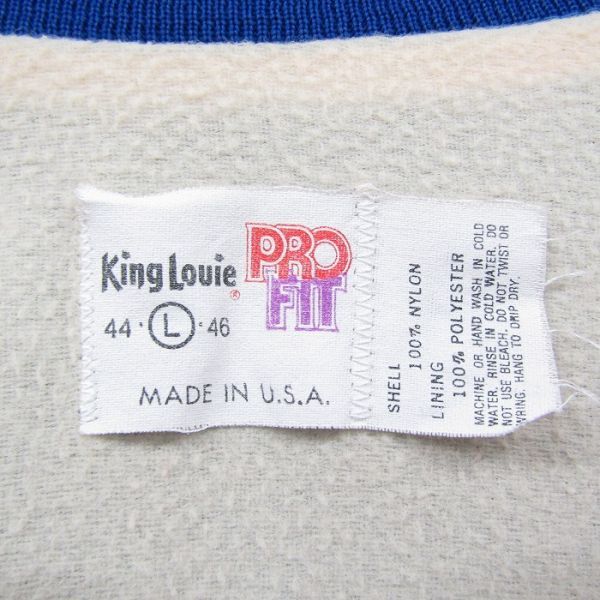 King Louie®
PRO
FIT
44 · L · 46
MADE IN U.S.A.
SHELL
100% NYLON
LINING
100% POLYESTER
MACHINE OR HAND WASH IN COLD
WATER. RINSE IN COLD WATER. DO
NOT USE BLEACH. DO NOT TWIST OR
WRING. HANG TO DRIP DRY.